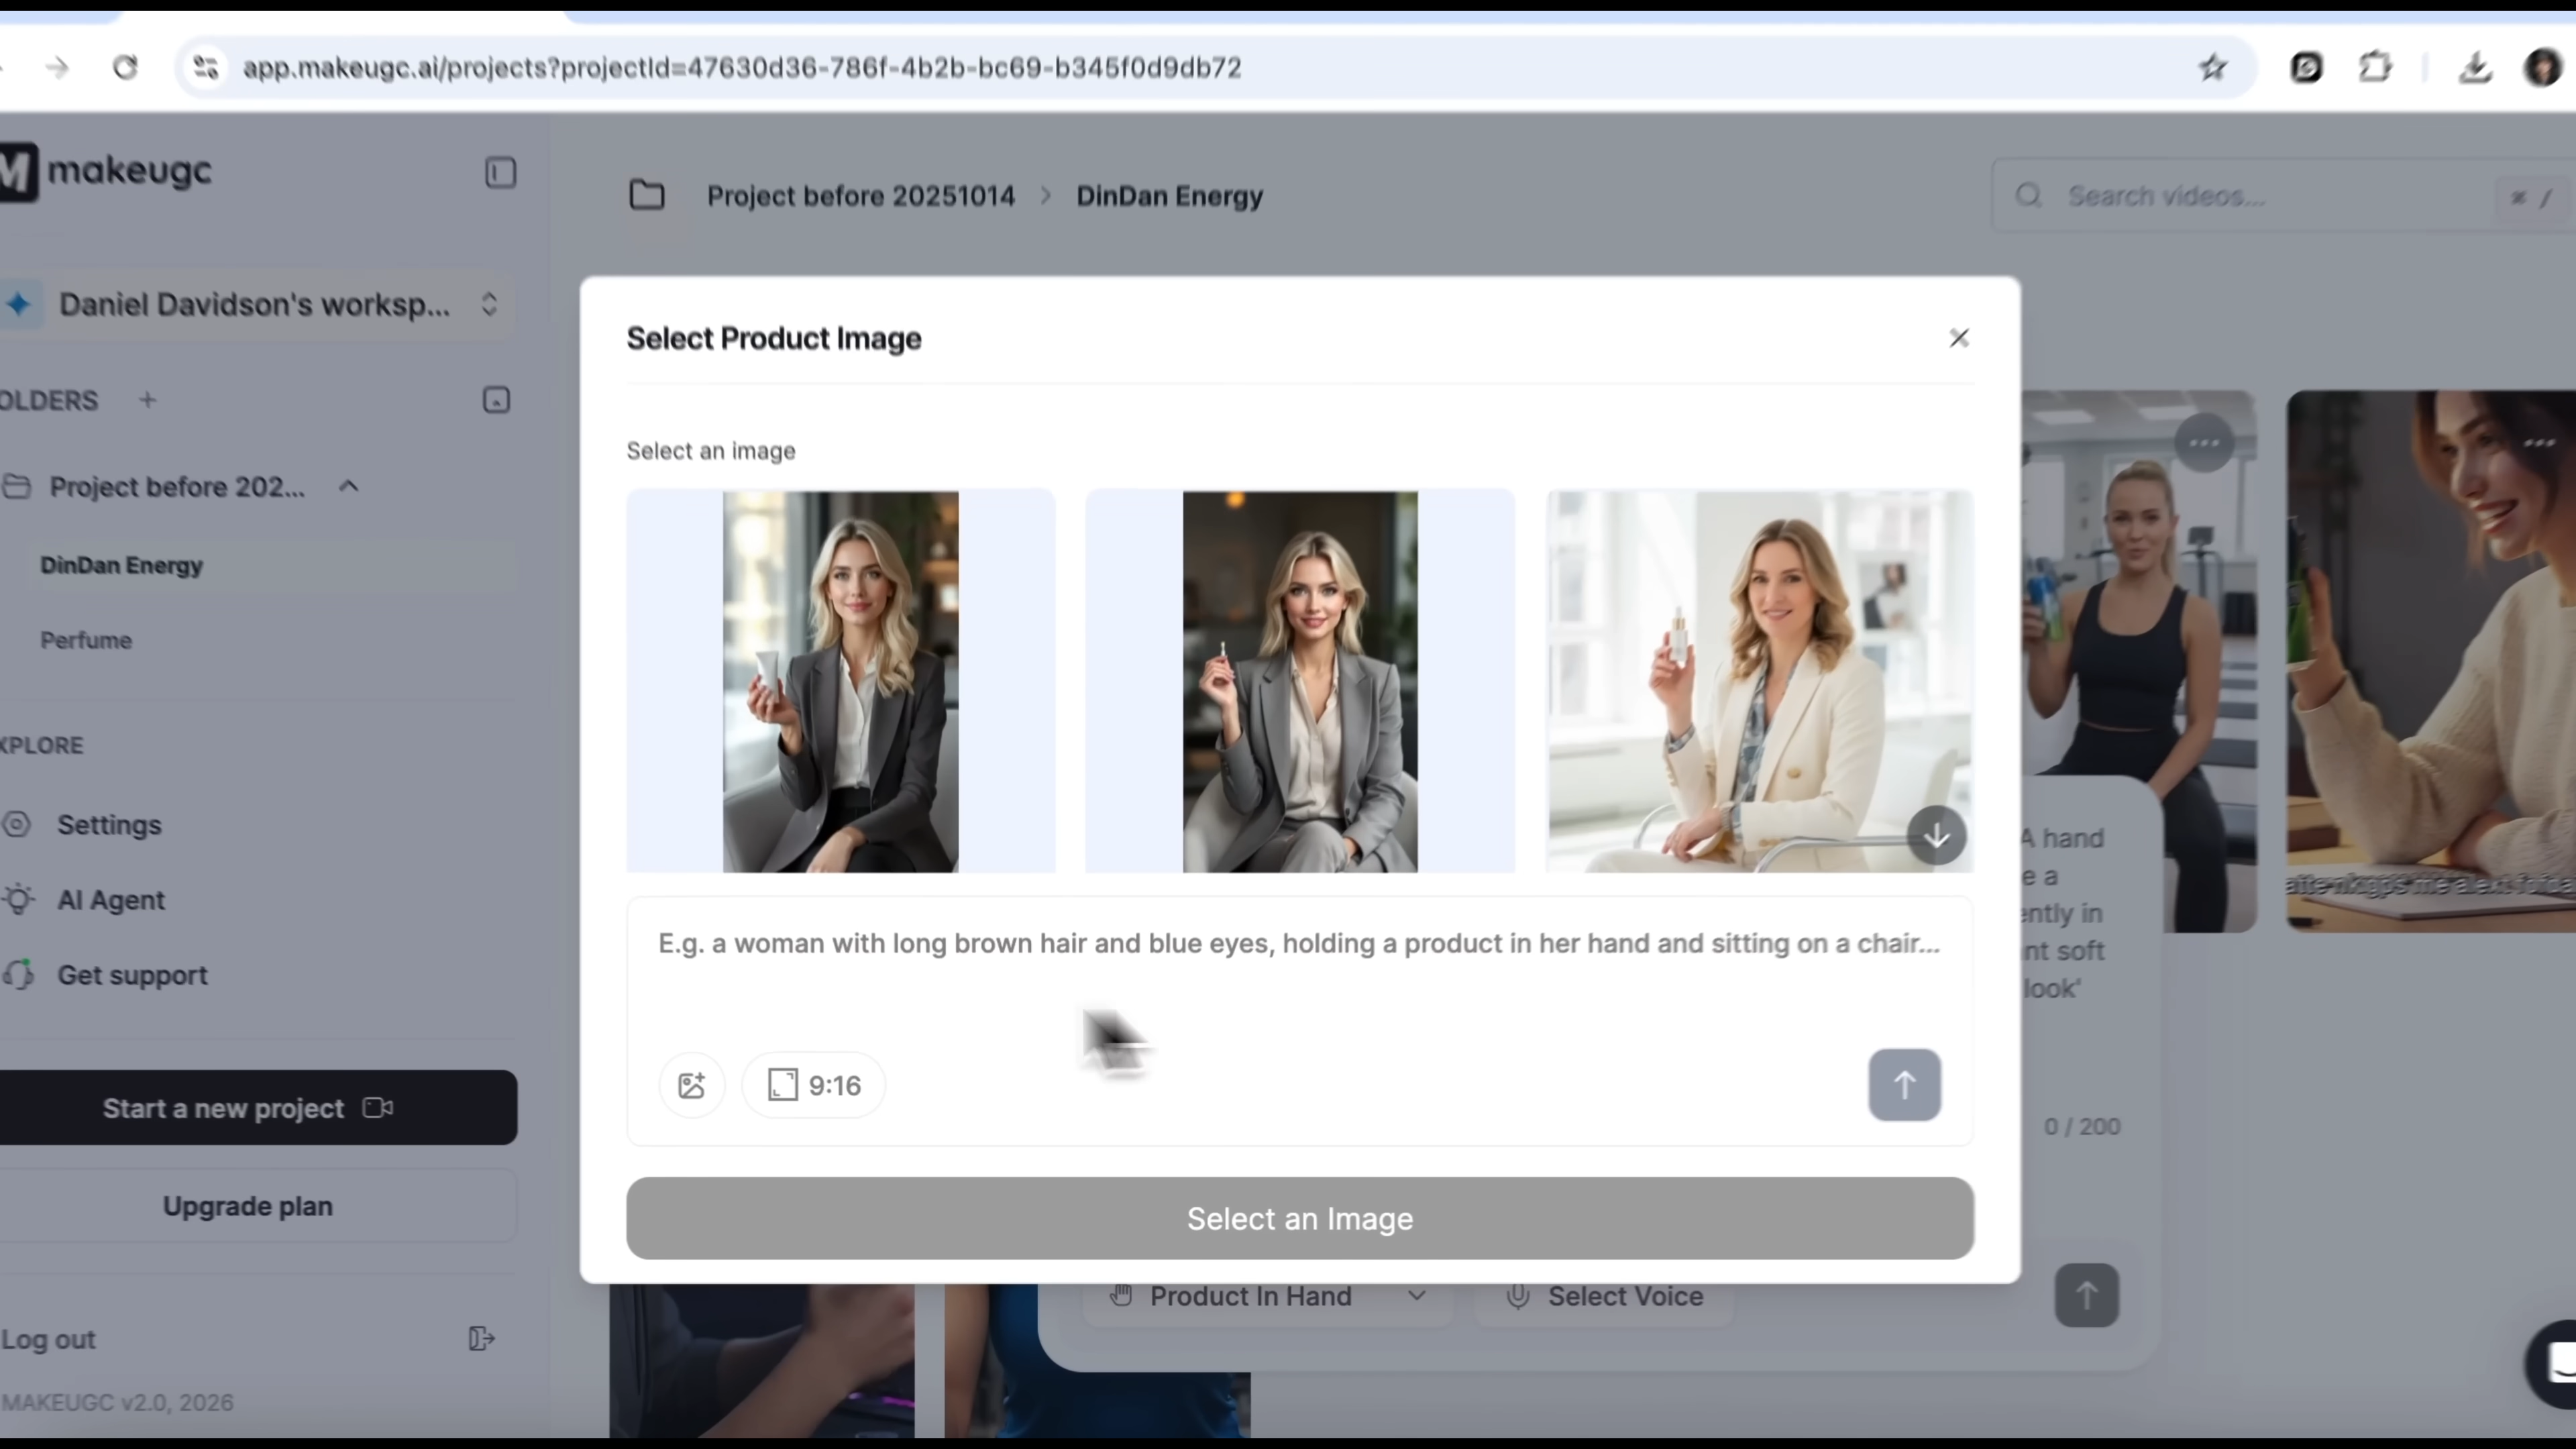 app.makeugc.ai/projects?projectId=47630d36-786f-4b2b-bc69-b345f0d9db72
M makeugc
Project before 20251014 > DinDan Energy
Search videos...
⌘ /
Daniel Davidson's worksp...
OLDERS +
Project before 202...
DinDan Energy
Perfume
XPLORE
Settings
AI Agent
Get support
Start a new project
Upgrade plan
Log out
MAKEUGC v2.0, 2026
Select Product Image
Select an image
E.g. a woman with long brown hair and blue eyes, holding a product in her hand and sitting on a chair...
9:16
Select an Image
A hand
e a
ently in
nt soft
look'
0 / 200
Product In Hand
Select Voice